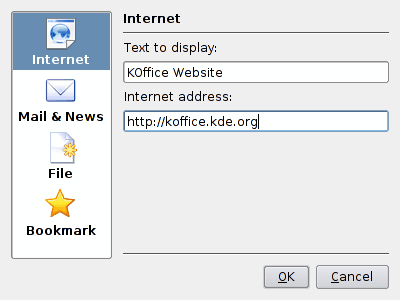 Internet
Mail & News
File
Bookmark
Internet
Text to display:
KOffice Website
Internet address:
http://koffice.kde.org
OK
Cancel